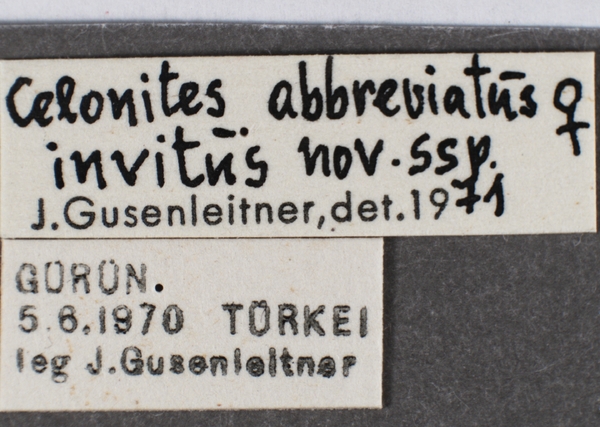 Celonites abbreviatūs ♀
invitūs nov. ssp.
J. Gusenleitner, det. 1971
GÜRÜN.
5.6.1970 TÜRKEI
leg J. Gusenleitner